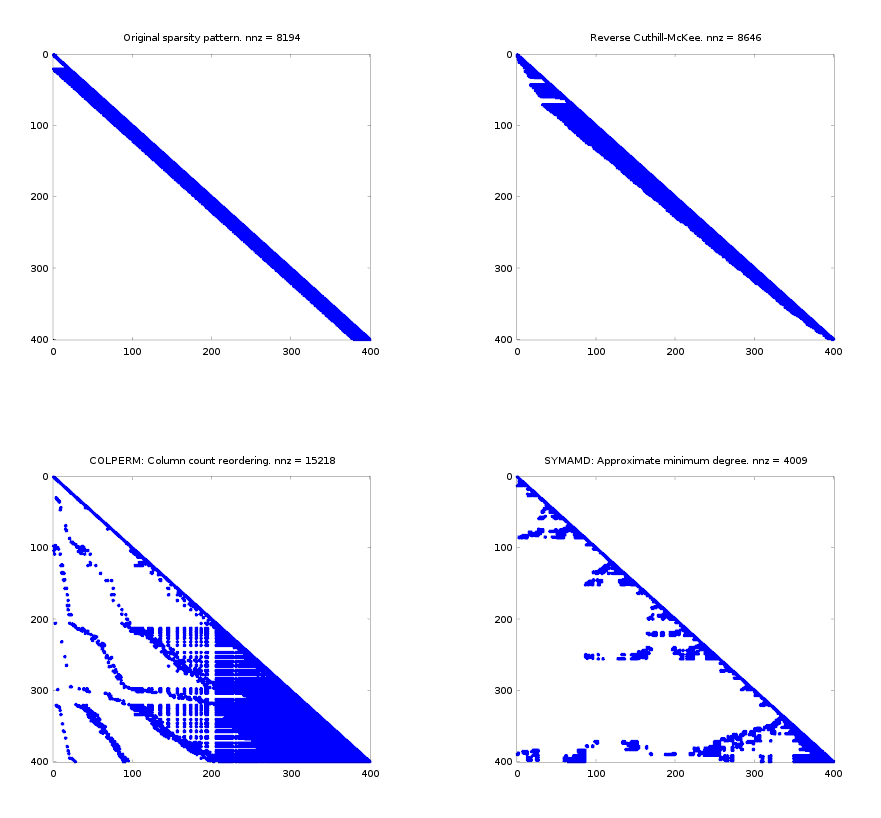 Original sparsity pattern. nnz = 8194
0
100
200
300
400
0 100 200 300 400
Reverse Cuthill-McKee. nnz = 8646
0
100
200
300
400
0 100 200 300 400
COLPERM: Column count reordering. nnz = 15218
0
100
200
300
400
0 100 200 300 400
SYMAMD: Approximate minimum degree. nnz = 4009
0
100
200
300
400
0 100 200 300 400